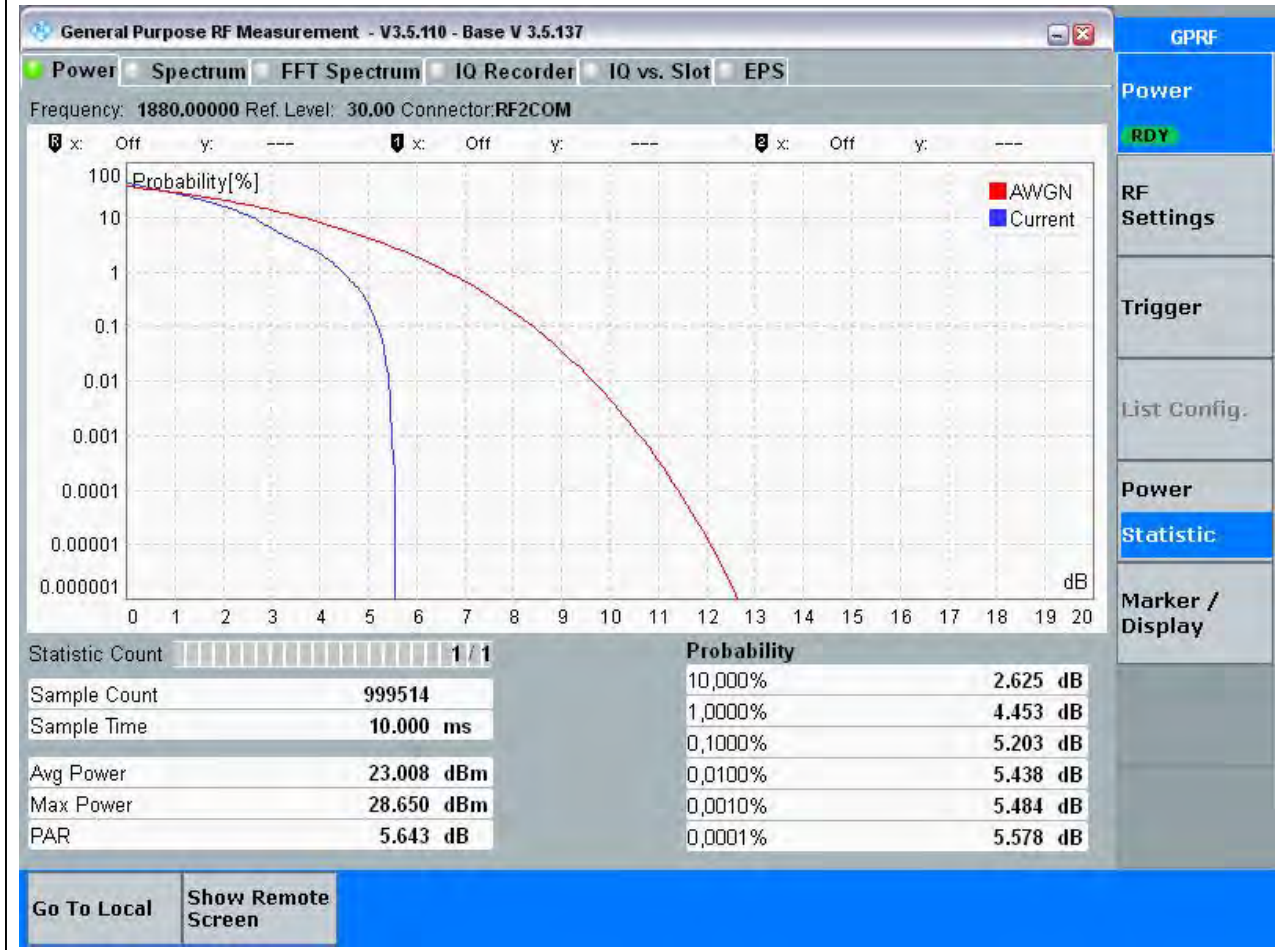 General Purpose RF Measurement - V3.5.110 - Base V 3.5.137
GPRF
Power Spectrum FFT Spectrum IQ Recorder IQ vs. Slot EPS
Frequency: 1880.00000 Ref. Level: 30.00 Connector:RF2COM
R x: Off y: --- 1 x: Off y: --- 2 x: Off y: ---
Probability[%]
AWGN
Current
100
10
1
0.1
0.01
0.001
0.0001
0.00001
0.000001
dB
0 1 2 3 4 5 6 7 8 9 10 11 12 13 14 15 16 17 18 19 20
Statistic Count 1 / 1
Sample Count 999514
Sample Time 10.000 ms
Avg Power 23.008 dBm
Max Power 28.650 dBm
PAR 5.643 dB
Probability
10,000% 2.625 dB
1,0000% 4.453 dB
0,1000% 5.203 dB
0,0100% 5.438 dB
0,0010% 5.484 dB
0,0001% 5.578 dB
Power
RDY
RF
Settings
Trigger
List Config.
Power
Statistic
Marker /
Display
Go To Local
Show Remote
Screen